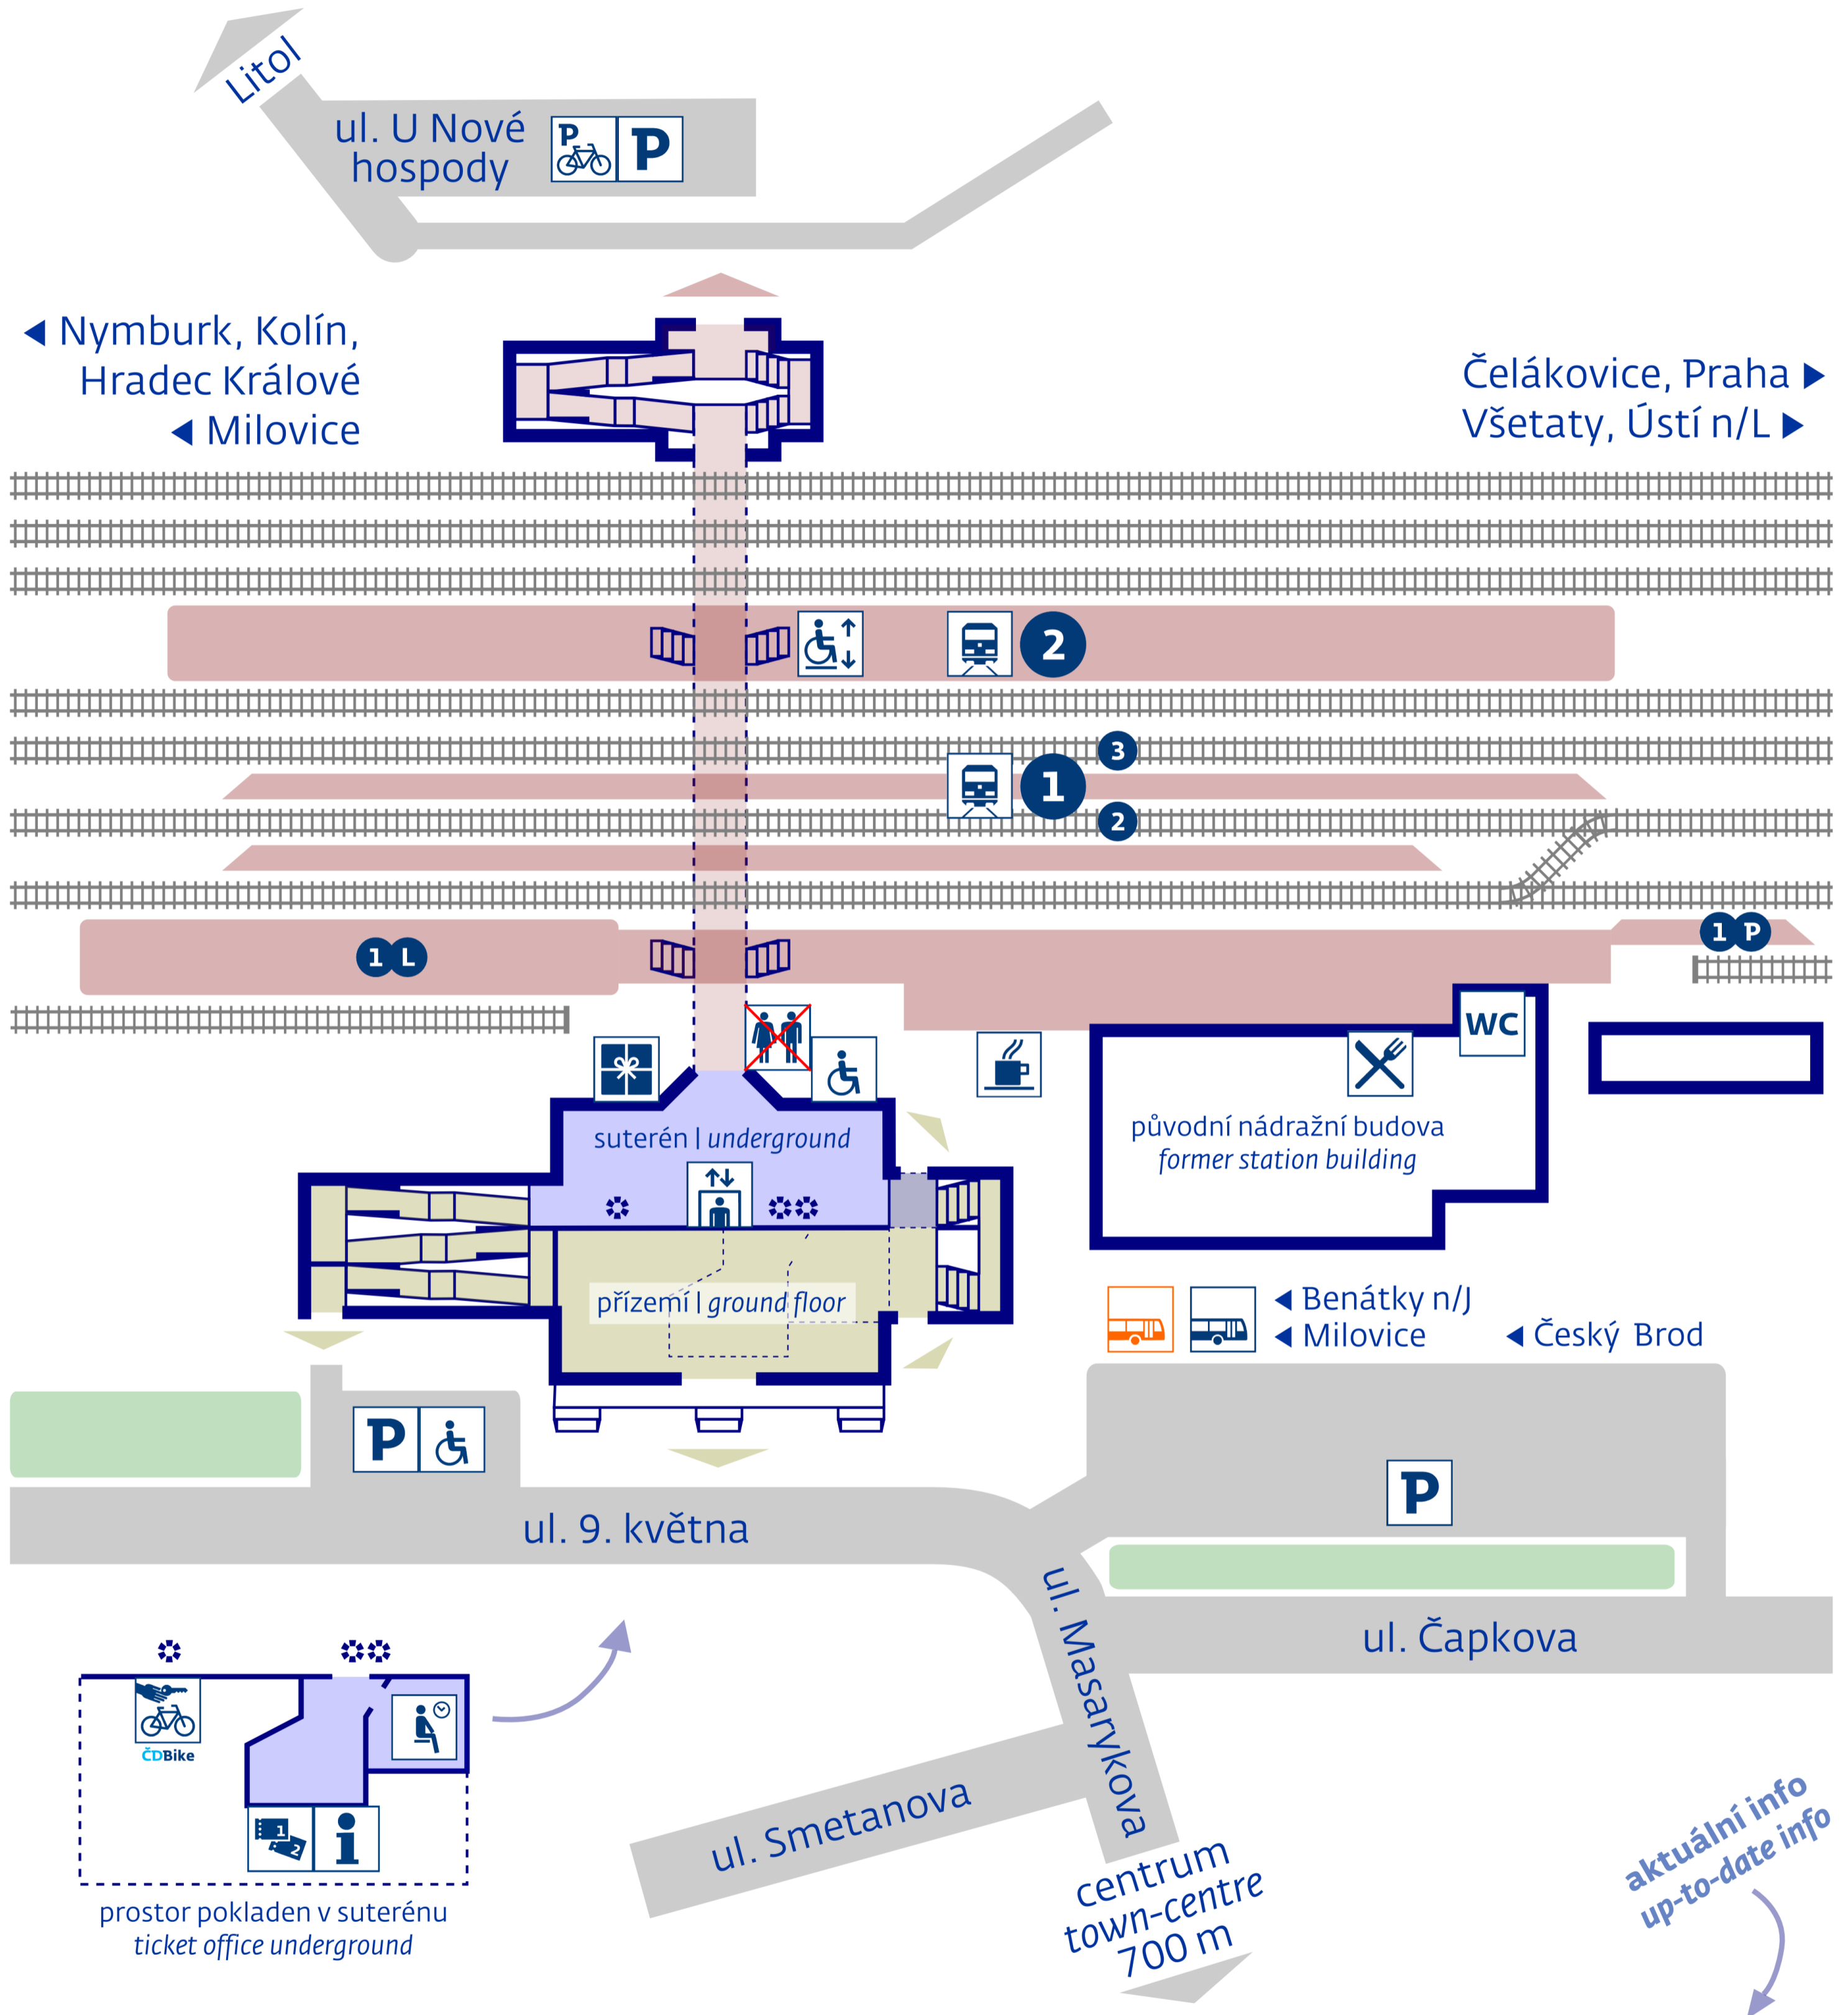 Litol
ul. U Nové
hospody
P
P
◄ Nymburk, Kolín,
Hradec Králové
◄ Milovice
Čelákovice, Praha ►
Všetaty, Ústí n/L ►
2
3
1
2
1 L
1 P
WC
suterén | underground
původní nádražní budova
former station building
přízemí | ground floor
◄ Benátky n/J
◄ Milovice
◄ Český Brod
P
P
ul. 9. května
ul. Masarykova
ul. Čapkova
ČDBike
1
2
i
prostor pokladen v suterénu
ticket office underground
ul. Smetanova
centrum
town-centre
700 m
aktuální info
up-to-date info